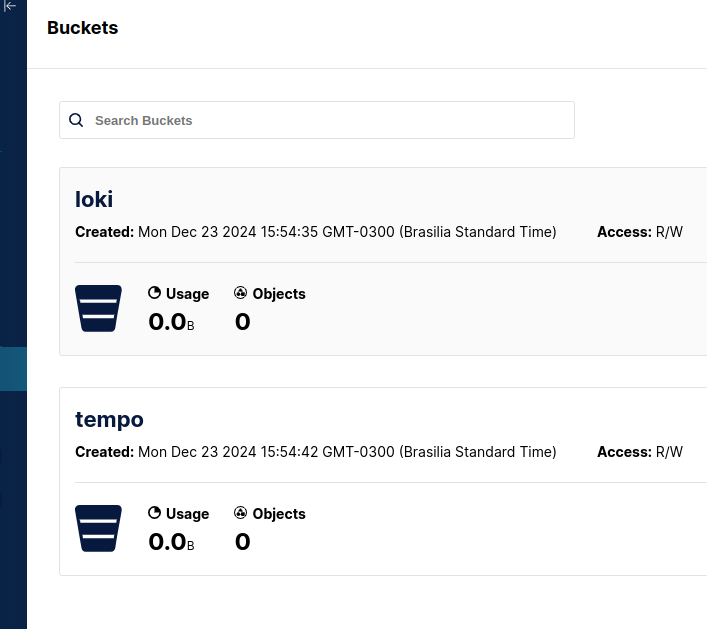 Buckets
Search Buckets
loki
Created: Mon Dec 23 2024 15:54:35 GMT-0300 (Brasilia Standard Time) Access: R/W
Usage Objects
0.0B 0
tempo
Created: Mon Dec 23 2024 15:54:42 GMT-0300 (Brasilia Standard Time) Access: R/W
Usage Objects
0.0B 0